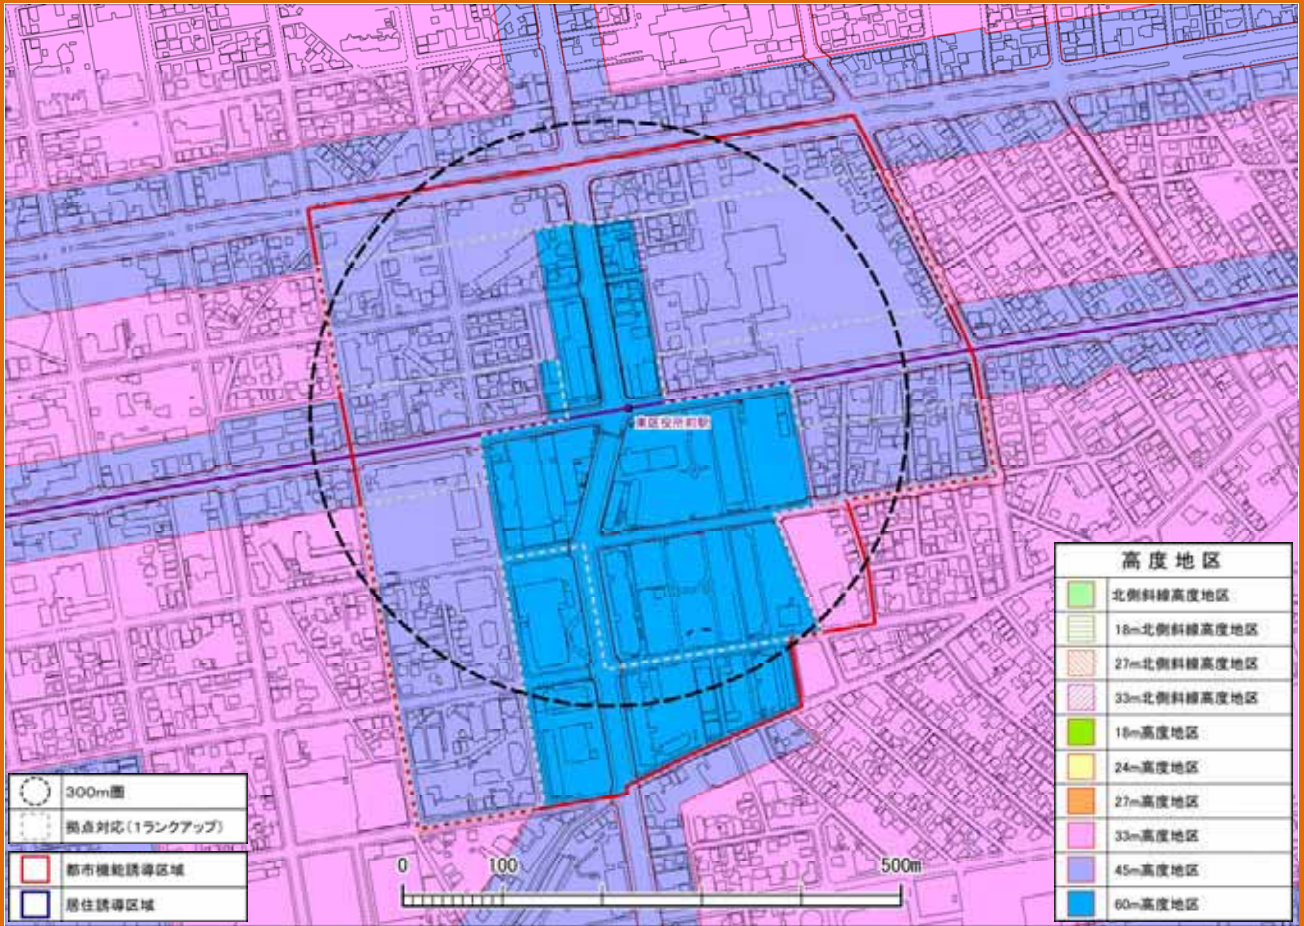 東区役所前駅
高度地区
北側斜線高度地区
18m北側斜線高度地区
27m北側斜線高度地区
33m北側斜線高度地区
18m高度地区
24m高度地区
27m高度地区
33m高度地区
45m高度地区
60m高度地区
300m圏
拠点対応(1ランクアップ)
都市機能誘導区域
居住誘導区域
0 100 500m